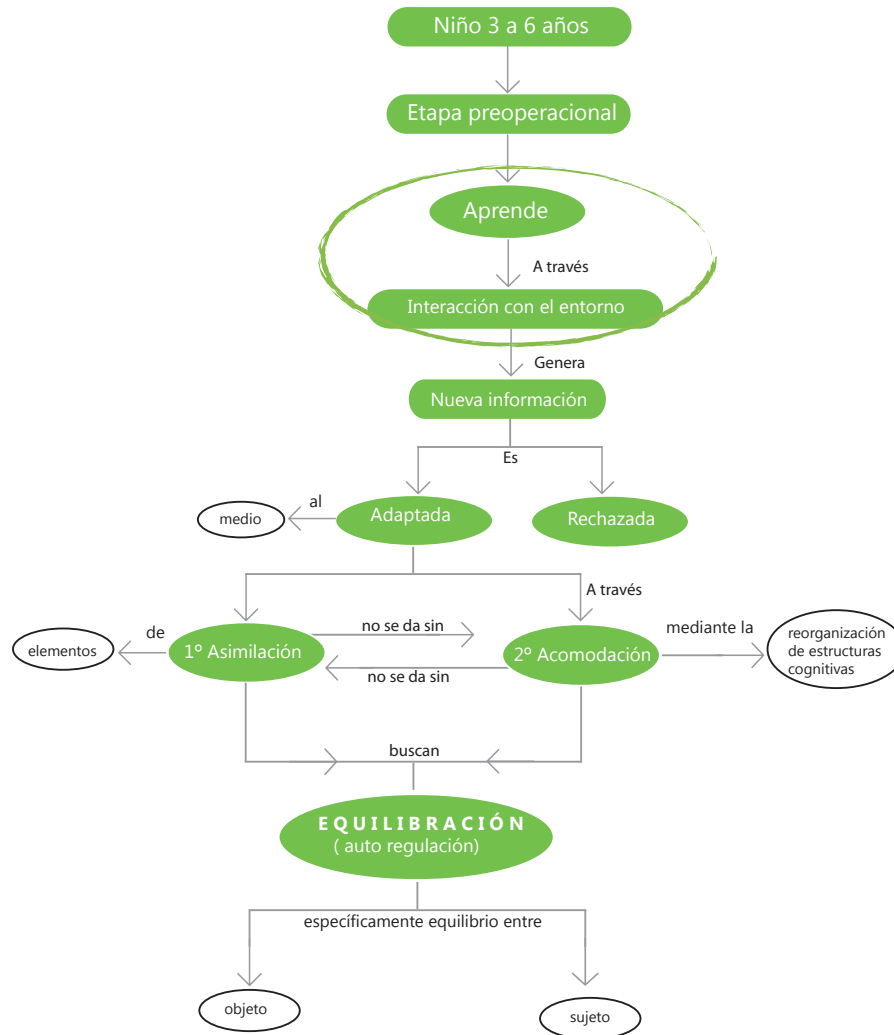 Niño 3 a 6 años
Etapa preoperacional
Aprende
A través
Interacción con el entorno
Genera
Nueva información
Es
al
medio
Adaptada
Rechazada
A través
de
elementos
1º Asimilación
no se da sin
no se da sin
2º Acomodación
mediante la
reorganización
de estructuras
cognitivas
buscan
EQUILIBRACIÓN
( auto regulación)
específicamente equilibrio entre
objeto
sujeto